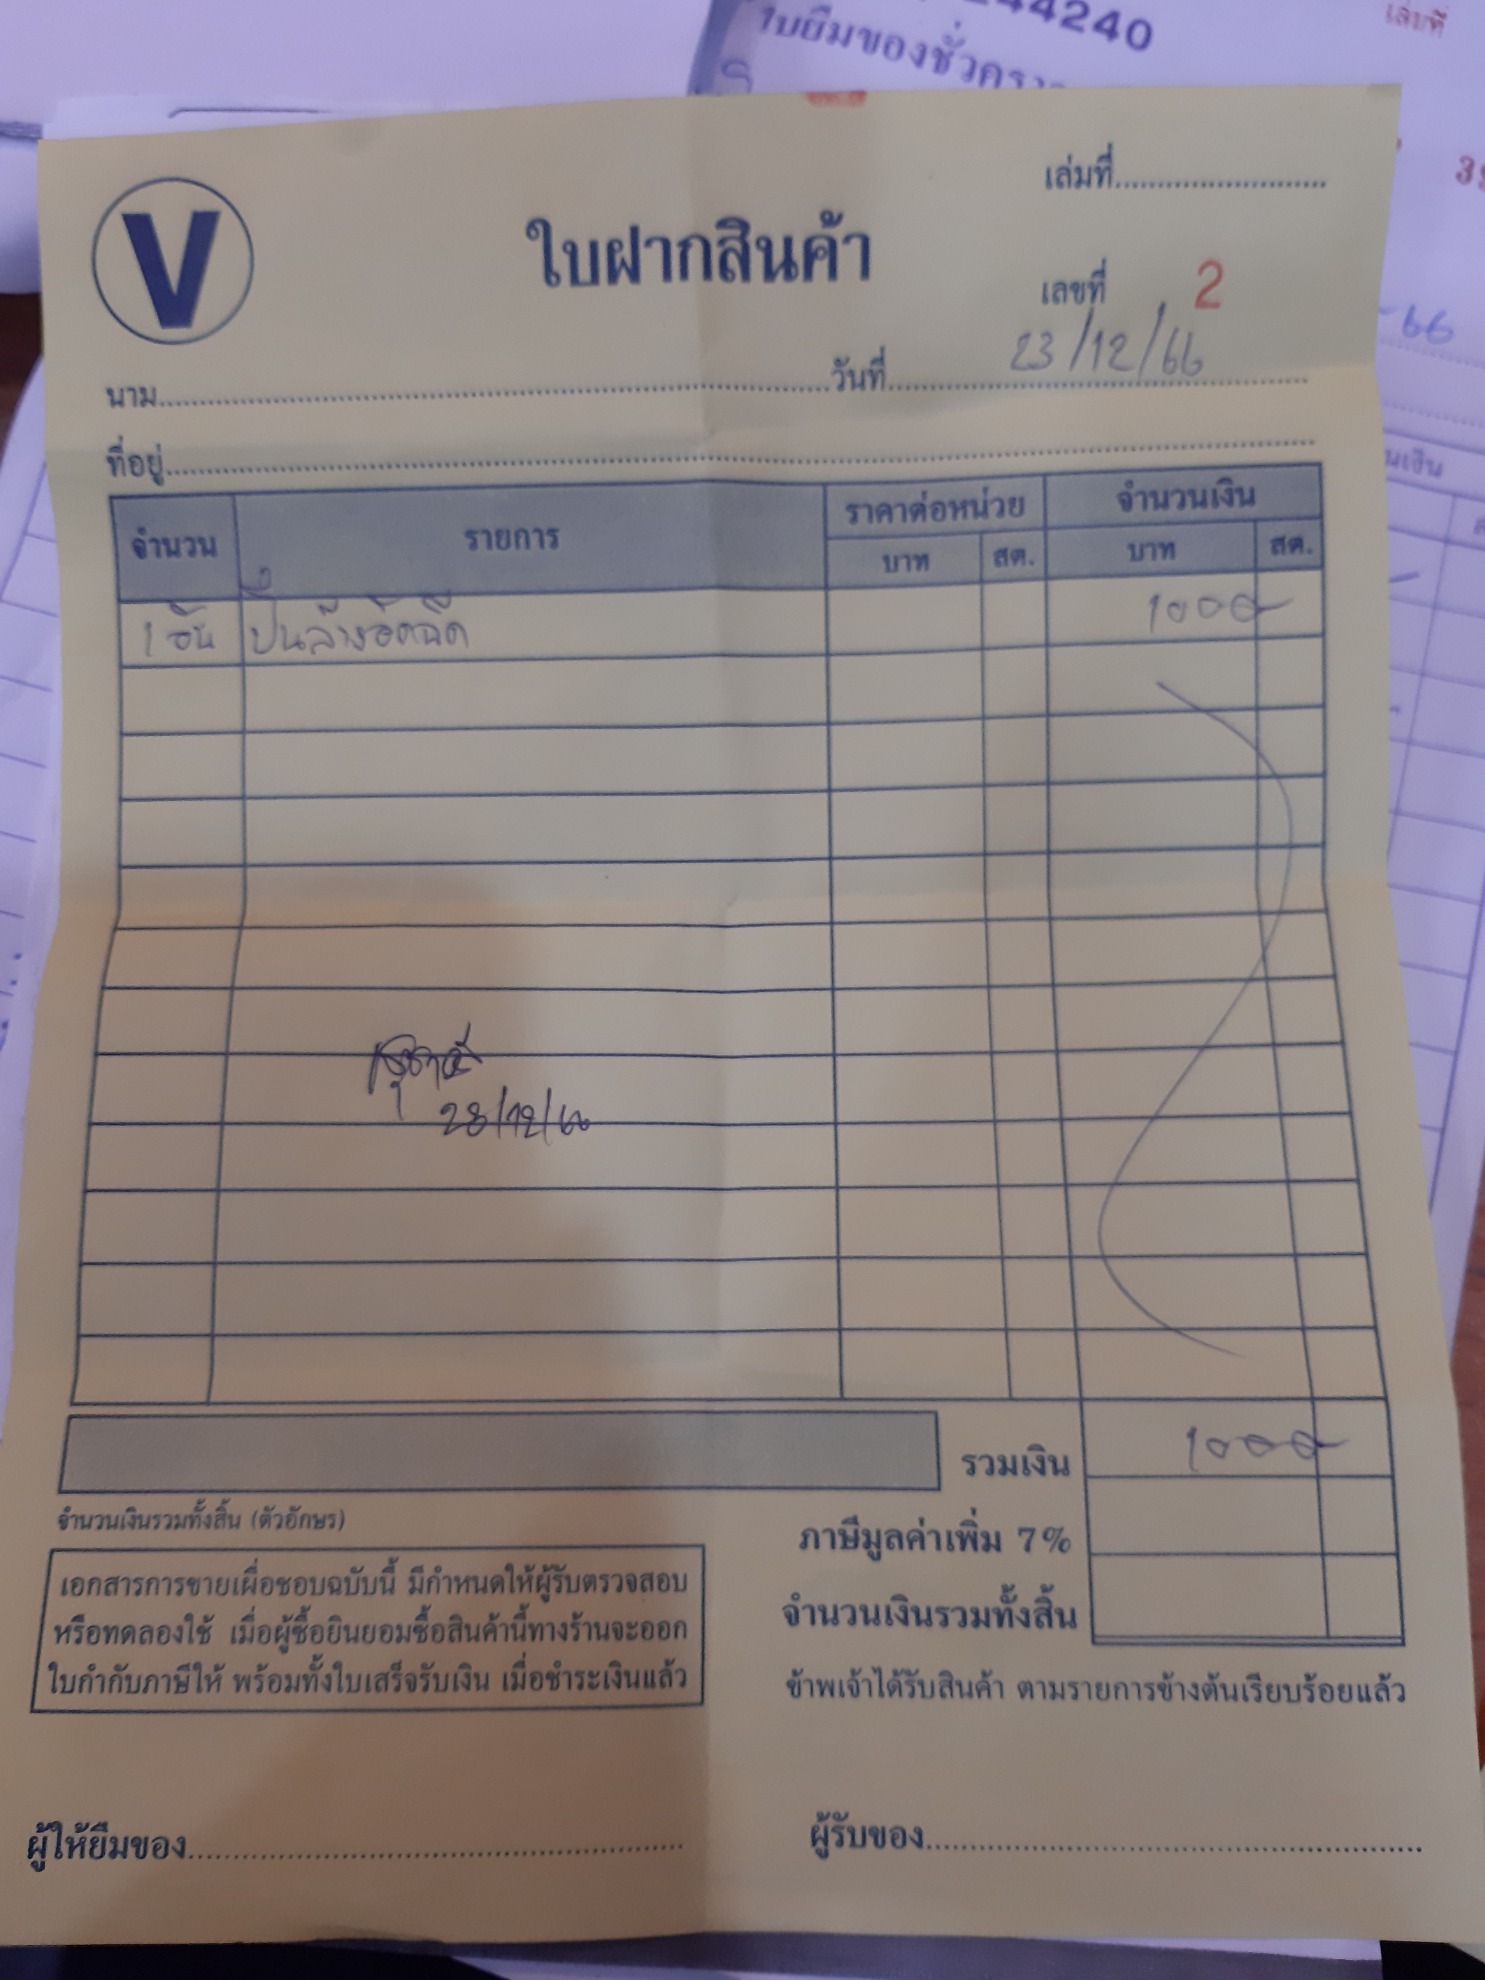 44240
เล่มที่
ใบยืมของชั่วครา
เล่มที่
V
ใบฝากสินค้า
เลขที่ 2
-66
นาม วันที่ 23/12/66
ที่อยู่
จำนวน รายการ ราคาต่อหน่วย จำนวนเงิน
บาท สต. บาท สต.
1 อัน ปืนล้างอัดฉีด 1000
28/12/66
รวมเงิน 1000
จำนวนเงินรวมทั้งสิ้น (ตัวอักษร)
ภาษีมูลค่าเพิ่ม 7%
จำนวนเงินรวมทั้งสิ้น
เอกสารการขายเผื่อชอบฉบับนี้ มีกำหนดให้ผู้รับตรวจสอบ
หรือทดลองใช้ เมื่อผู้ซื้อยินยอมซื้อสินค้านี้ทางร้านจะออก
ใบกำกับภาษีให้ พร้อมทั้งใบเสร็จรับเงิน เมื่อชำระเงินแล้ว
ข้าพเจ้าได้รับสินค้า ตามรายการข้างต้นเรียบร้อยแล้ว
ผู้ให้ยืมของ ผู้รับของ